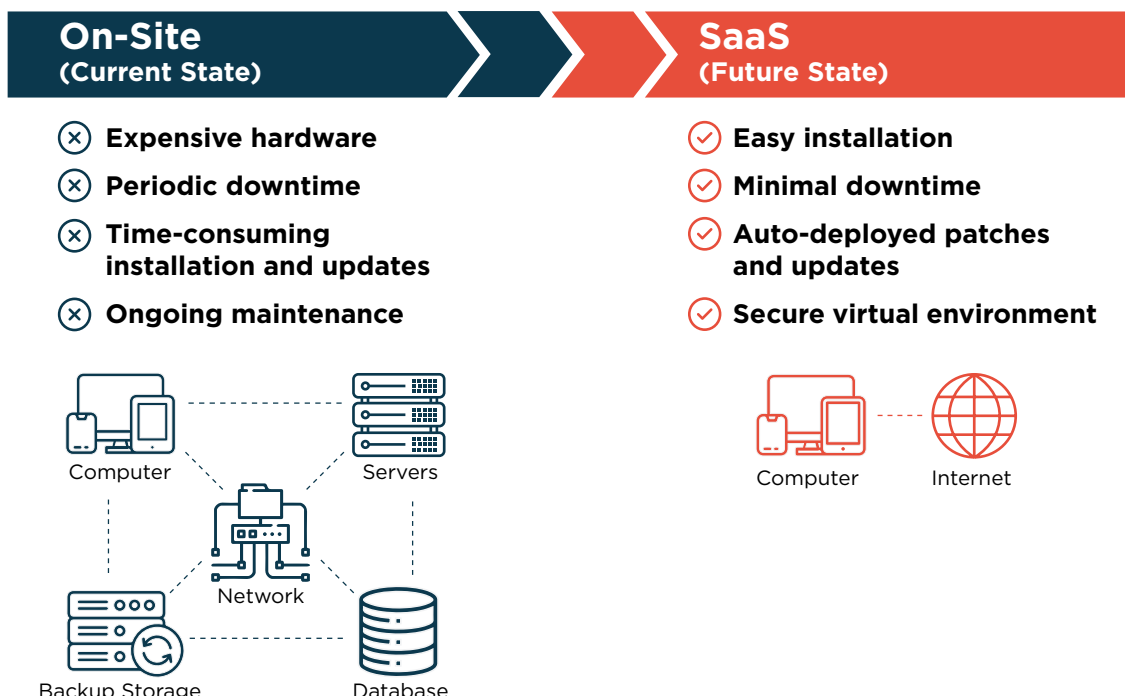 On-Site
(Current State)
SaaS
(Future State)
Expensive hardware
Periodic downtime
Time-consuming
installation and updates
Ongoing maintenance
Easy installation
Minimal downtime
Auto-deployed patches
and updates
Secure virtual environment
Computer
Servers
Network
Backup Storage
Database
Computer
Internet